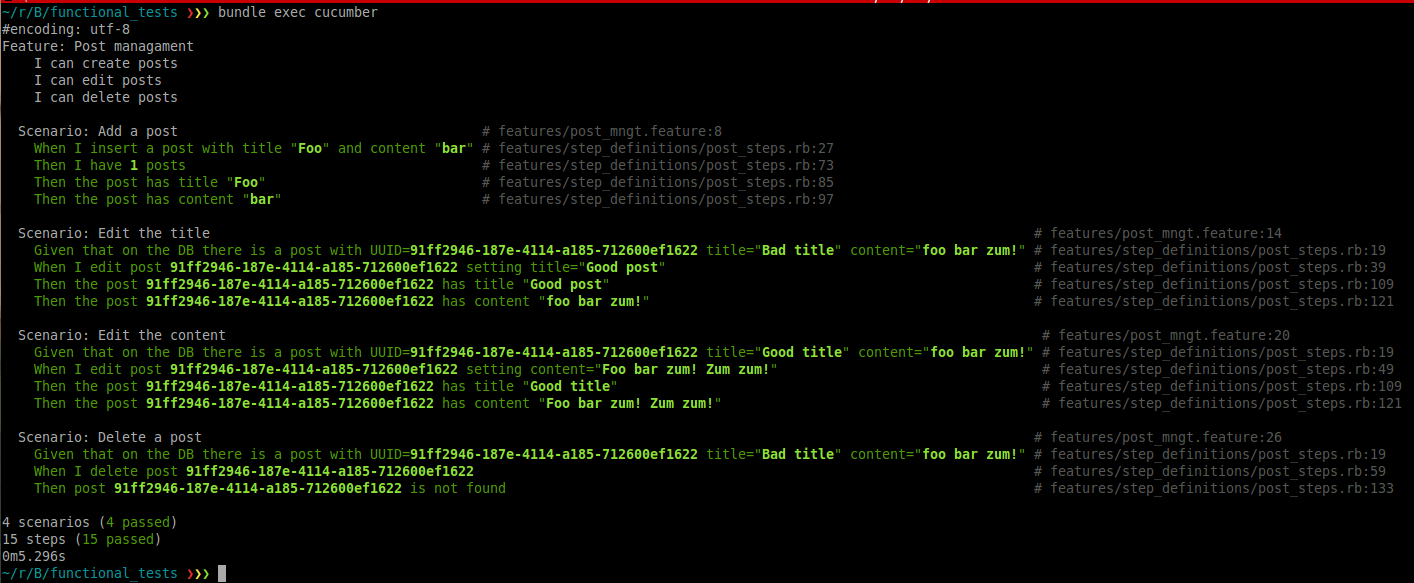 ~/r/B/functional_tests ❯❯❯ bundle exec cucumber
#encoding: utf-8
Feature: Post managament
    I can create posts
    I can edit posts
    I can delete posts

  Scenario: Add a post                                      # features/post_mngt.feature:8
    When I insert a post with title "Foo" and content "bar" # features/step_definitions/post_steps.rb:27
    Then I have 1 posts                                     # features/step_definitions/post_steps.rb:73
    Then the post has title "Foo"                           # features/step_definitions/post_steps.rb:85
    Then the post has content "bar"                         # features/step_definitions/post_steps.rb:97

  Scenario: Edit the title                                                                                                       # features/post_mngt.feature:14
    Given that on the DB there is a post with UUID=91ff2946-187e-4114-a185-712600ef1622 title="Bad title" content="foo bar zum!" # features/step_definitions/post_steps.rb:19
    When I edit post 91ff2946-187e-4114-a185-712600ef1622 setting title="Good post"                                              # features/step_definitions/post_steps.rb:39
    Then the post 91ff2946-187e-4114-a185-712600ef1622 has title "Good post"                                                     # features/step_definitions/post_steps.rb:109
    Then the post 91ff2946-187e-4114-a185-712600ef1622 has content "foo bar zum!"                                                # features/step_definitions/post_steps.rb:121

  Scenario: Edit the content                                                                                                      # features/post_mngt.feature:20
    Given that on the DB there is a post with UUID=91ff2946-187e-4114-a185-712600ef1622 title="Good title" content="foo bar zum!" # features/step_definitions/post_steps.rb:19
    When I edit post 91ff2946-187e-4114-a185-712600ef1622 setting content="Foo bar zum! Zum zum!"                                 # features/step_definitions/post_steps.rb:49
    Then the post 91ff2946-187e-4114-a185-712600ef1622 has title "Good title"                                                     # features/step_definitions/post_steps.rb:109
    Then the post 91ff2946-187e-4114-a185-712600ef1622 has content "Foo bar zum! Zum zum!"                                        # features/step_definitions/post_steps.rb:121

  Scenario: Delete a post                                                                                                        # features/post_mngt.feature:26
    Given that on the DB there is a post with UUID=91ff2946-187e-4114-a185-712600ef1622 title="Bad title" content="foo bar zum!" # features/step_definitions/post_steps.rb:19
    When I delete post 91ff2946-187e-4114-a185-712600ef1622                                                                      # features/step_definitions/post_steps.rb:59
    Then post 91ff2946-187e-4114-a185-712600ef1622 is not found                                                                  # features/step_definitions/post_steps.rb:133

4 scenarios (4 passed)
15 steps (15 passed)
0m5.296s
~/r/B/functional_tests ❯❯❯